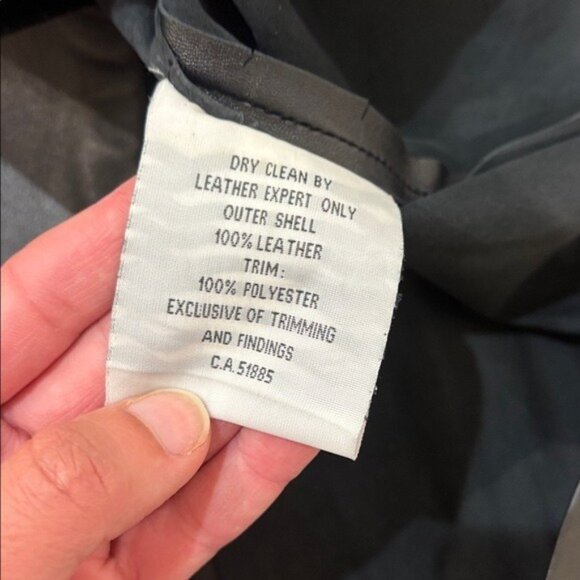 DRY CLEAN BY
LEATHER EXPERT ONLY
OUTER SHELL
100% LEATHER
TRIM:
100% POLYESTER
EXCLUSIVE OF TRIMMING
AND FINDINGS
C.A. 51885